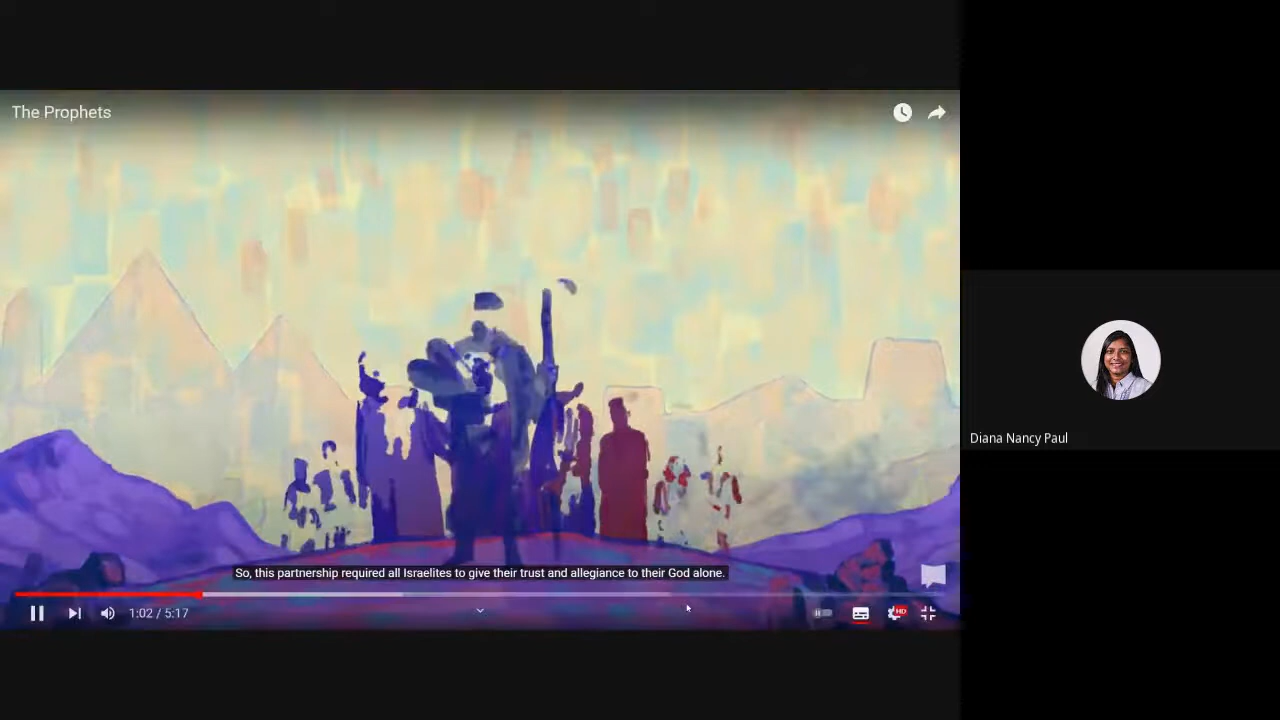 The Prophets
Diana Nancy Paul
So, this partnership required all Israelites to give their trust and allegiance to their God alone.
1:02 / 5:17
HD